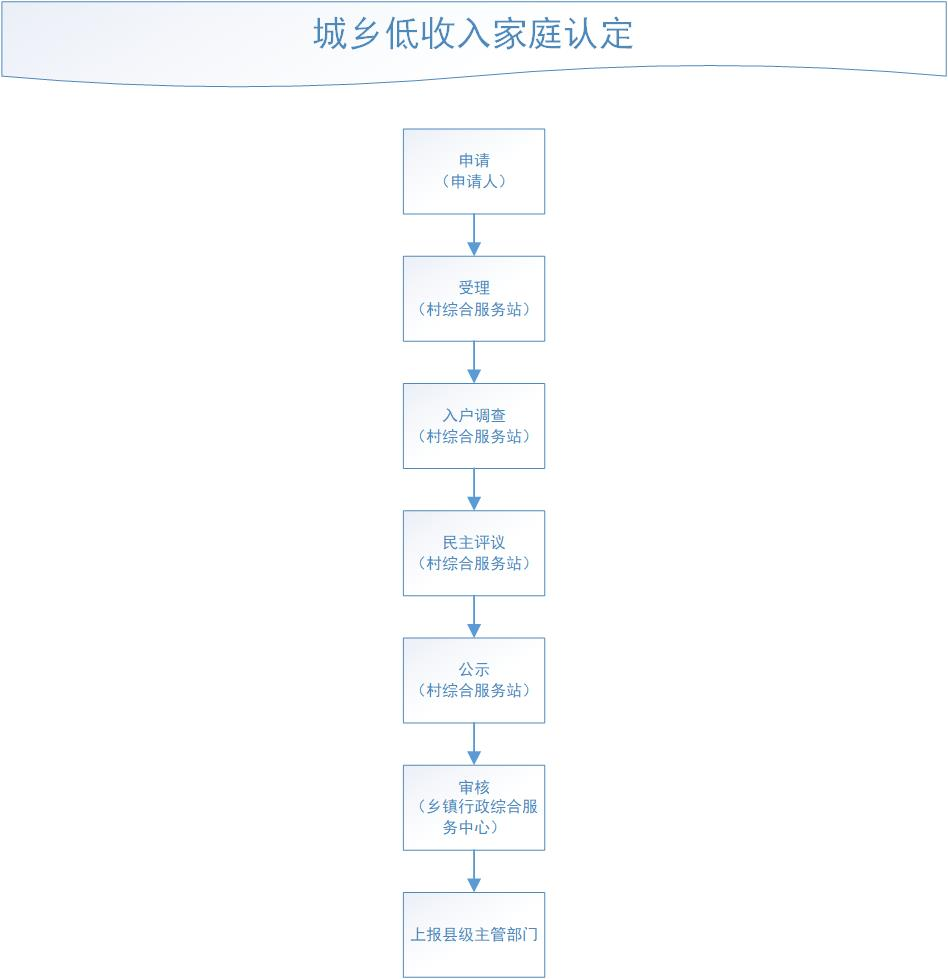 城乡低收入家庭认定
申请
（申请人）
受理
（村综合服务站）
入户调查
（村综合服务站）
民主评议
（村综合服务站）
公示
（村综合服务站）
审核
（乡镇行政综合服
务中心）
上报县级主管部门